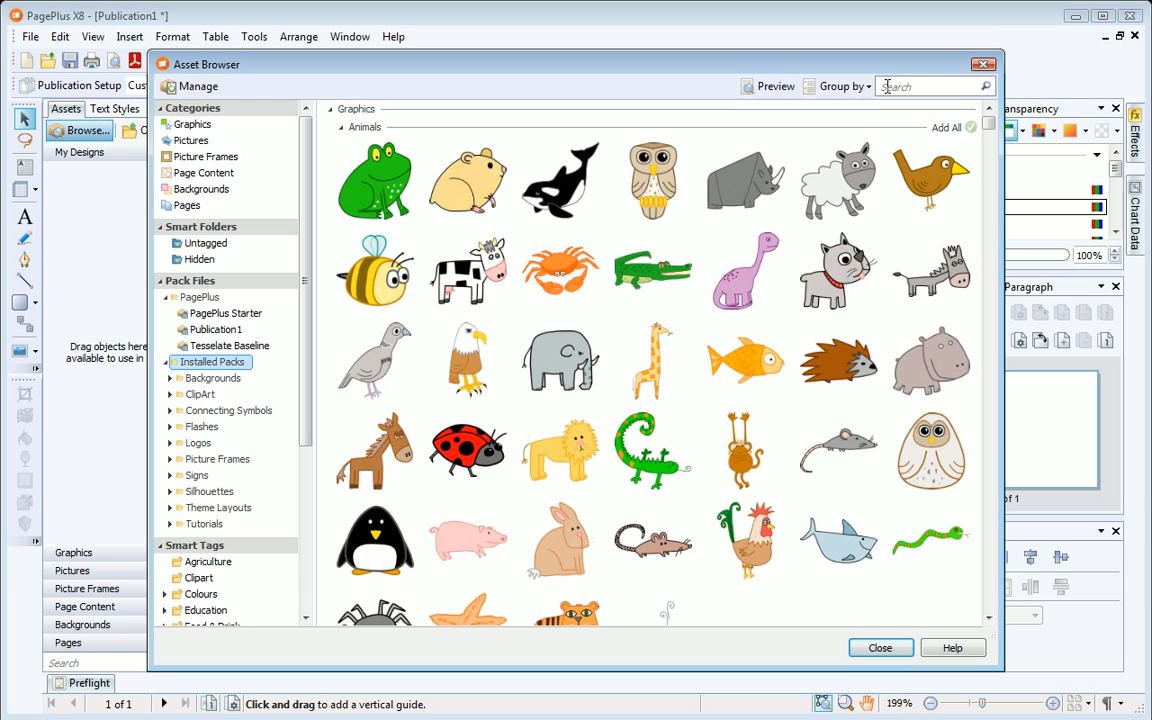 PagePlus X8 - [Publication1 *]
File Edit View Insert Format Table Tools Arrange Window Help
Publication Setup
Asset Browser
Manage
Preview
Group by
Search
Assets
Text Styles
Browse...
My Designs
Drag objects here
available to use in
Graphics
Pictures
Picture Frames
Page Content
Backgrounds
Pages
Search
Categories
Graphics
Pictures
Picture Frames
Page Content
Backgrounds
Pages
Smart Folders
Untagged
Hidden
Pack Files
PagePlus
PagePlus Starter
Publication1
Tesselate Baseline
Installed Packs
Backgrounds
ClipArt
Connecting Symbols
Flashes
Logos
Picture Frames
Signs
Silhouettes
Theme Layouts
Tutorials
Smart Tags
Agriculture
Clipart
Colours
Education
Food & Drink
Graphics
Animals
Add All
Close
Help
Effects
Chart Data
100%
Paragraph
of 1
Preflight
1 of 1
Click and drag to add a vertical guide.
199%